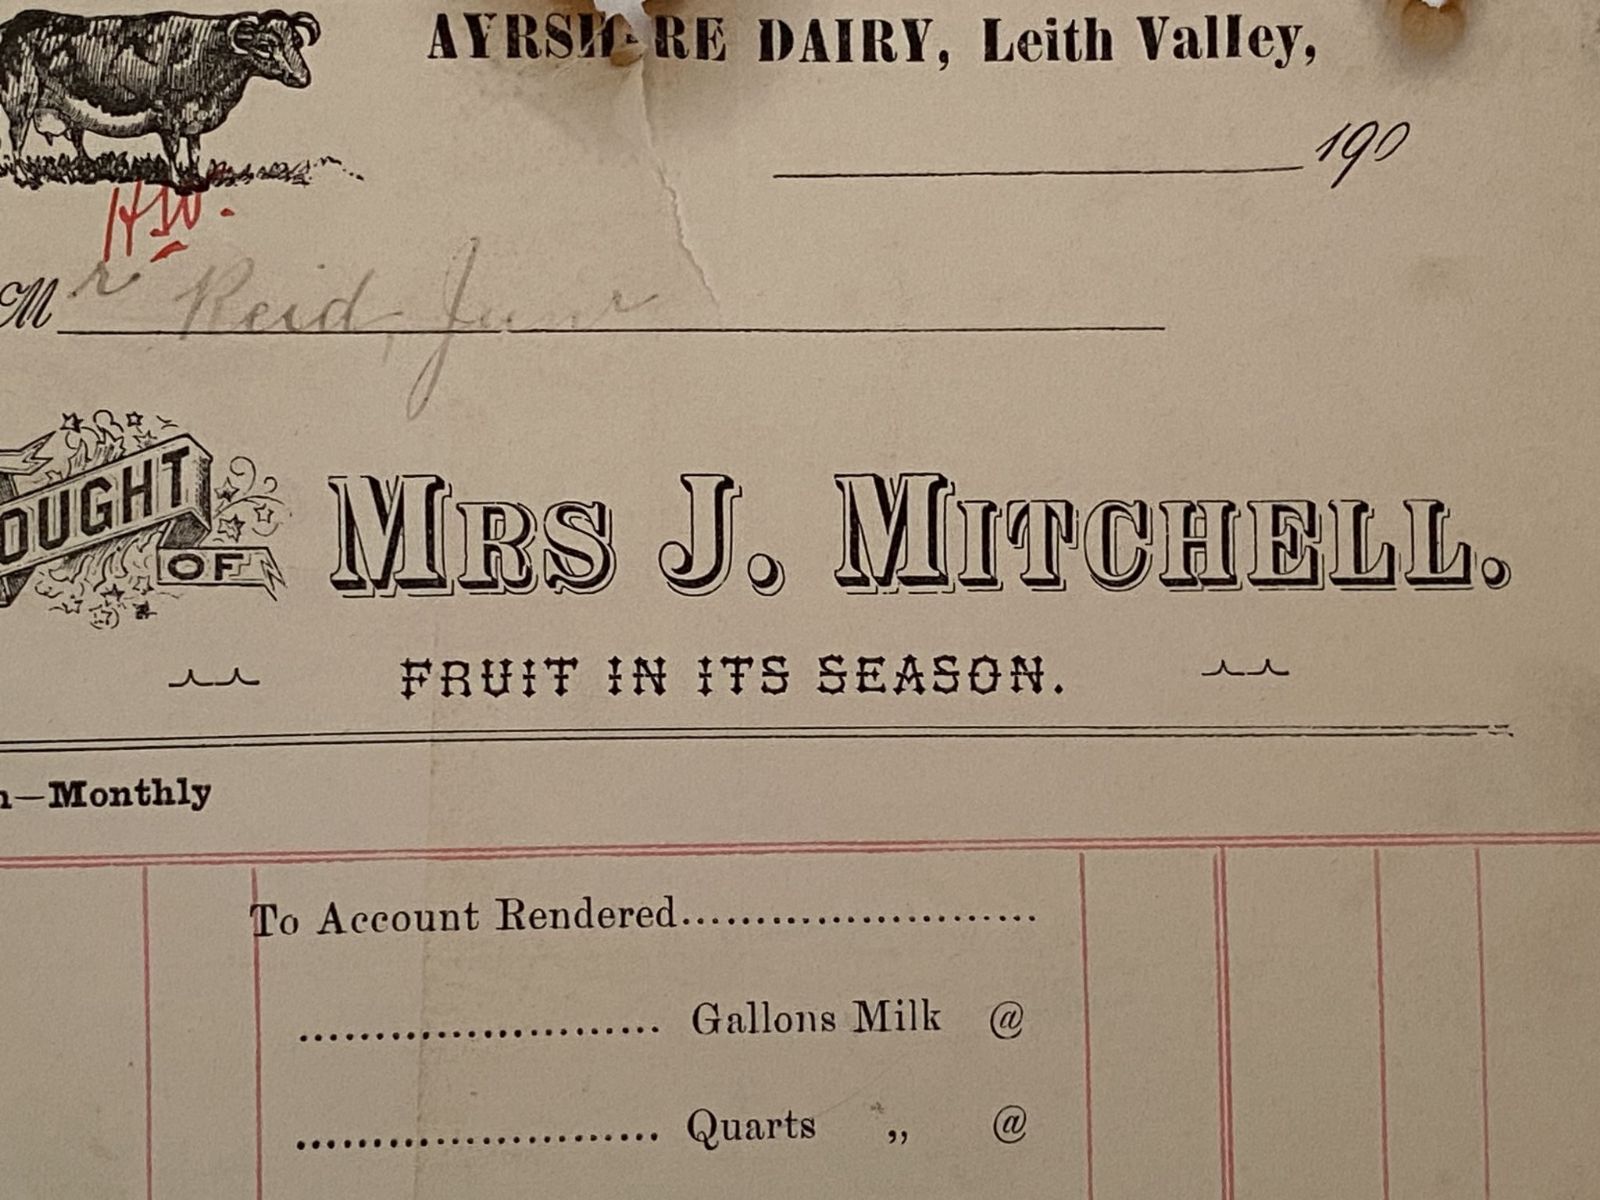 AYRSHIRE DAIRY, Leith Valley,
190
H.W.
Mr Reid, Junr
OUGHT
OF
MRS J. MITCHELL.
FRUIT IN ITS SEASON.
—Monthly
To Account Rendered........................
........................ Gallons Milk @
........................ Quarts ,, @